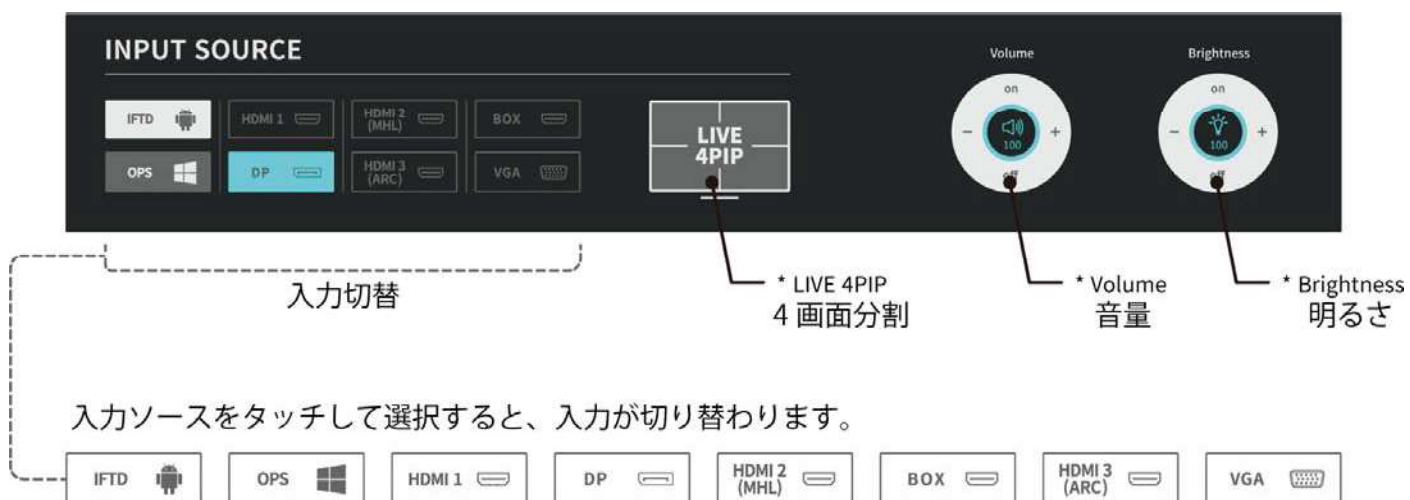 INPUT SOURCE
Volume
Brightness
IFTD
HDMI 1
HDMI 2
(MHL)
BOX
OPS
DP
HDMI 3
(ARC)
VGA
LIVE
4PIP
on
- +
100
off
on
- +
100
off
入力切替
* LIVE 4PIP
4 画面分割
* Volume
音量
* Brightness
明るさ
入力ソースをタッチして選択すると、入力が切り替わります。
IFTD
OPS
HDMI 1
DP
HDMI 2
(MHL)
BOX
HDMI 3
(ARC)
VGA